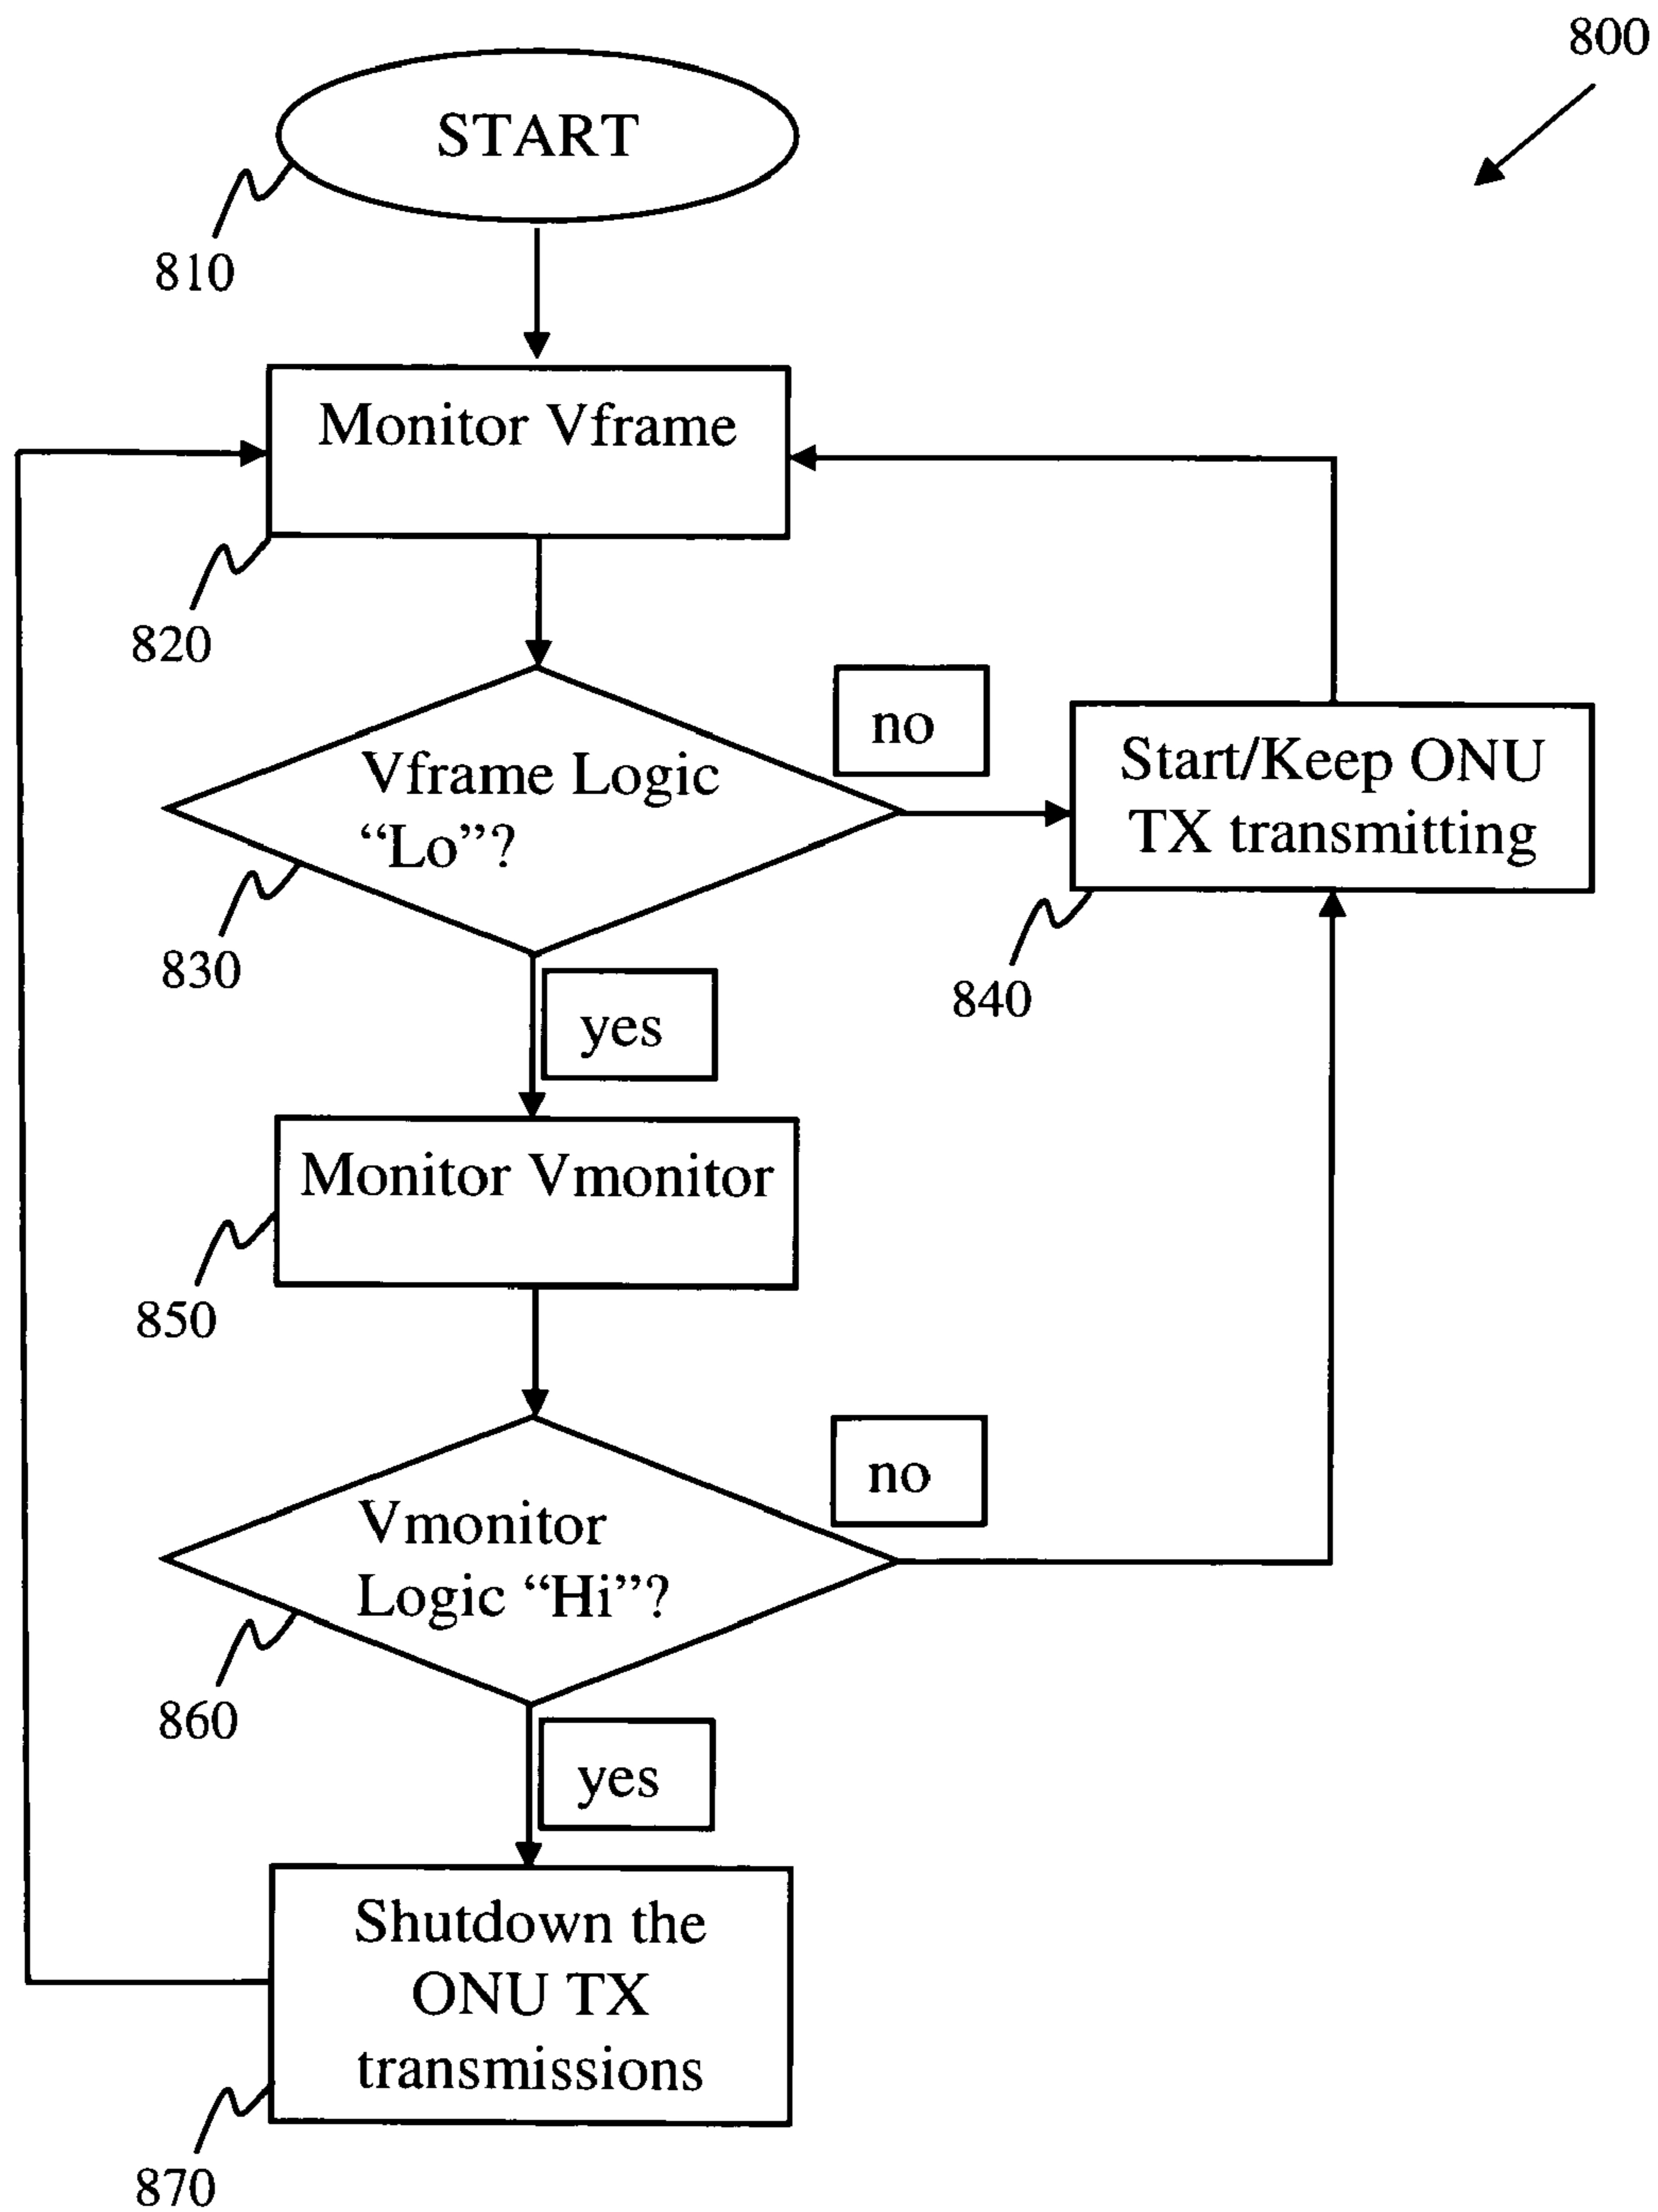 800
START
810
Monitor Vframe
820
no
Vframe Logic
“Lo”?
Start/Keep ONU
TX transmitting
830
840
yes
Monitor Vmonitor
850
no
Vmonitor
Logic “Hi”?
860
yes
Shutdown the
ONU TX
transmissions
870